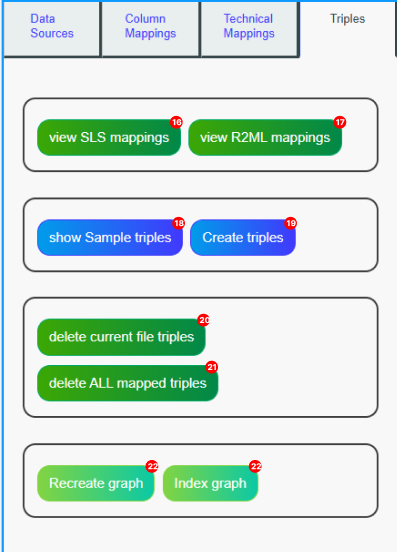 Data
Sources
Column
Mappings
Technical
Mappings
Triples
view SLS mappings 16
view R2ML mappings 17
show Sample triples 18
Create triples 19
delete current file triples 20
delete ALL mapped triples 21
Recreate graph 22
Index graph 22